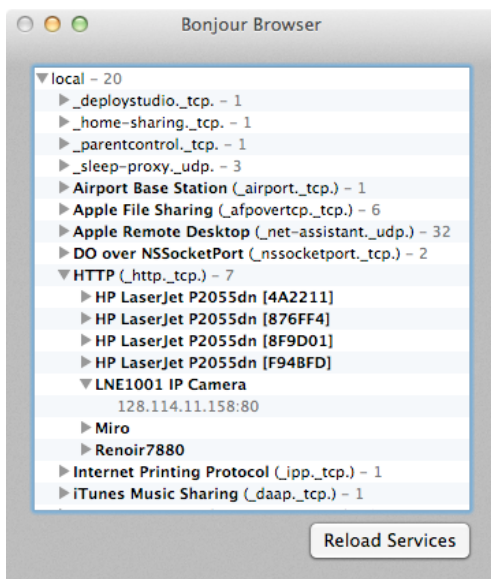 Bonjour Browser
local – 20
_deploystudio._tcp. – 1
_home-sharing._tcp. – 1
_parentcontrol._tcp. – 1
_sleep-proxy._udp. – 3
Airport Base Station (_airport._tcp.) – 1
Apple File Sharing (_afpovertcp._tcp.) – 6
Apple Remote Desktop (_net-assistant._udp.) – 32
DO over NSSocketPort (_nssocketport._tcp.) – 2
HTTP (_http._tcp.) – 7
HP LaserJet P2055dn [4A2211]
HP LaserJet P2055dn [876FF4]
HP LaserJet P2055dn [8F9D01]
HP LaserJet P2055dn [F94BFD]
LNE1001 IP Camera
128.114.11.158:80
Miro
Renoir7880
Internet Printing Protocol (_ipp._tcp.) – 1
iTunes Music Sharing (_daap._tcp.) – 1
Reload Services